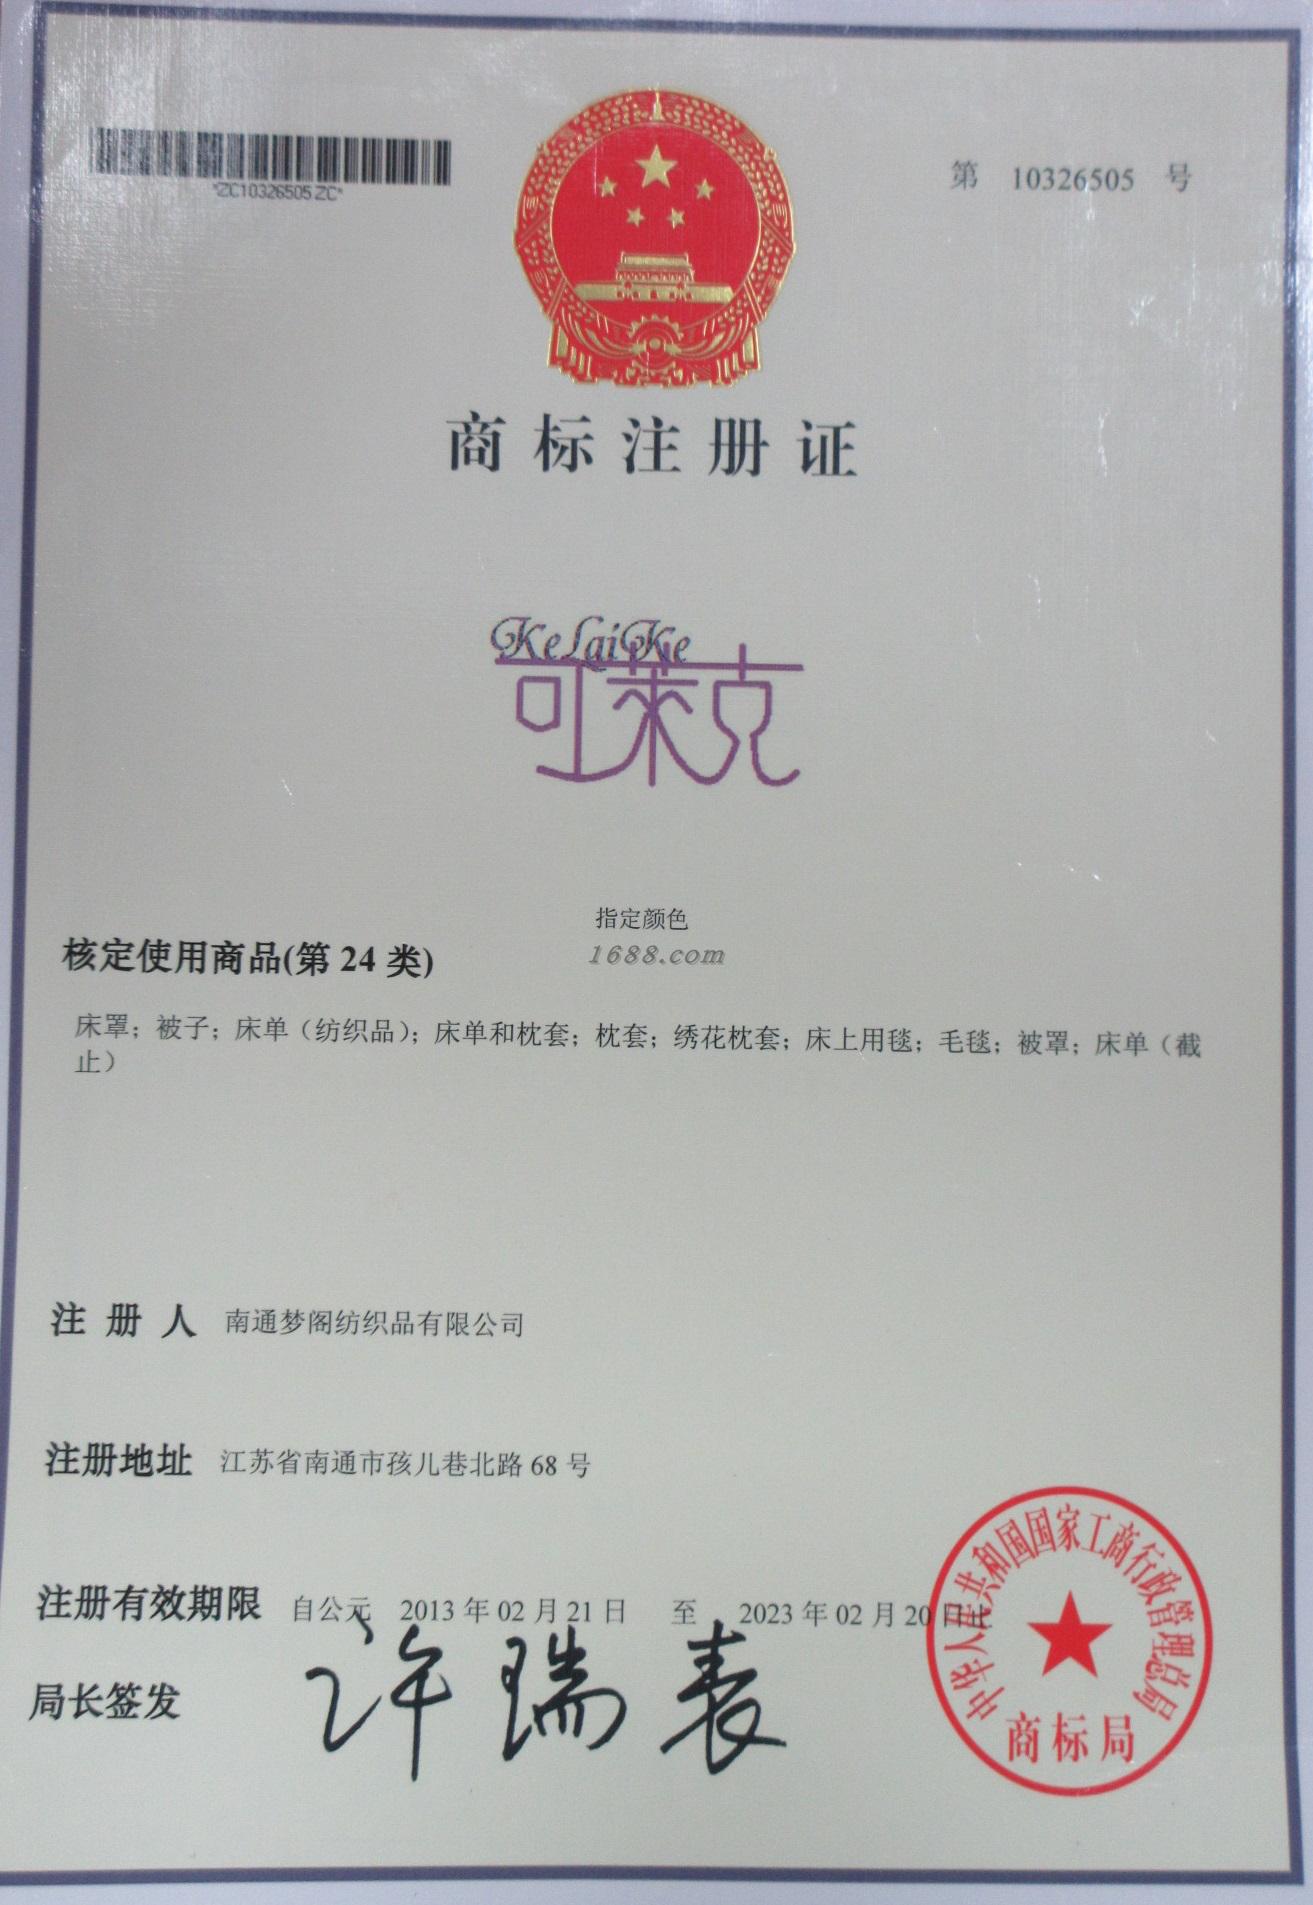 *ZC10326505ZC*
第 10326505 号
商标注册证
KeLaiKe
可莱克
指定颜色
1688.com
核定使用商品(第 24 类)
床罩；被子；床单（纺织品）；床单和枕套；枕套；绣花枕套；床上用毯；毛毯；被罩；床单（截
止）
注 册 人 南通梦阁纺织品有限公司
注册地址 江苏省南通市孩儿巷北路 68 号
注册有效期限 自公元 2013 年 02 月 21 日 至 2023 年 02 月 20 日止
局长签发 许瑞表
中华人民共和国国家工商行政管理总局
商标局